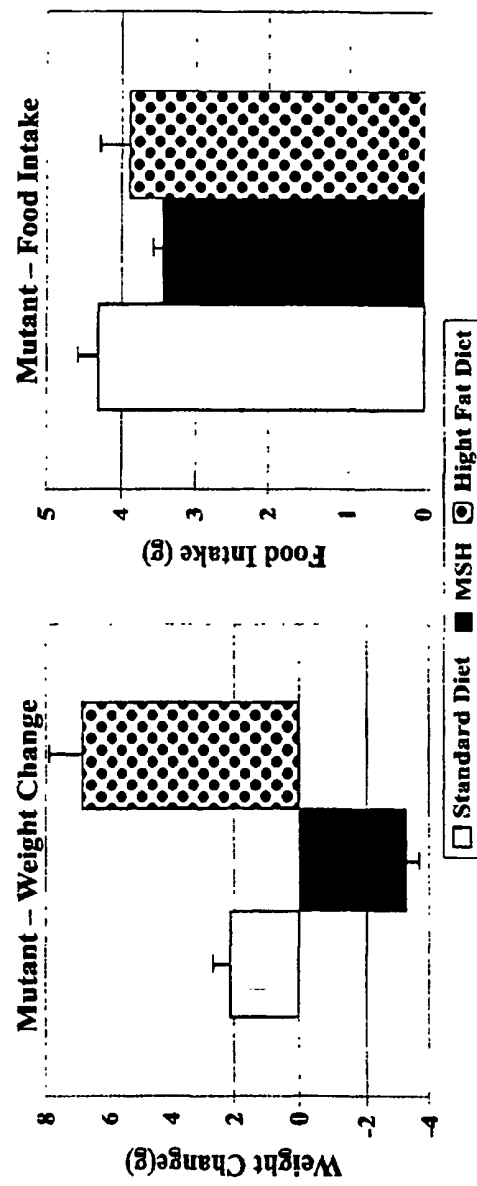 Mutant – Weight Change
Weight Change(g)
8
6
4
2
0
-2
-4
Mutant – Food Intake
Food Intake (g)
5
4
3
2
1
0
Standard Diet MSH Hight Fat Diet